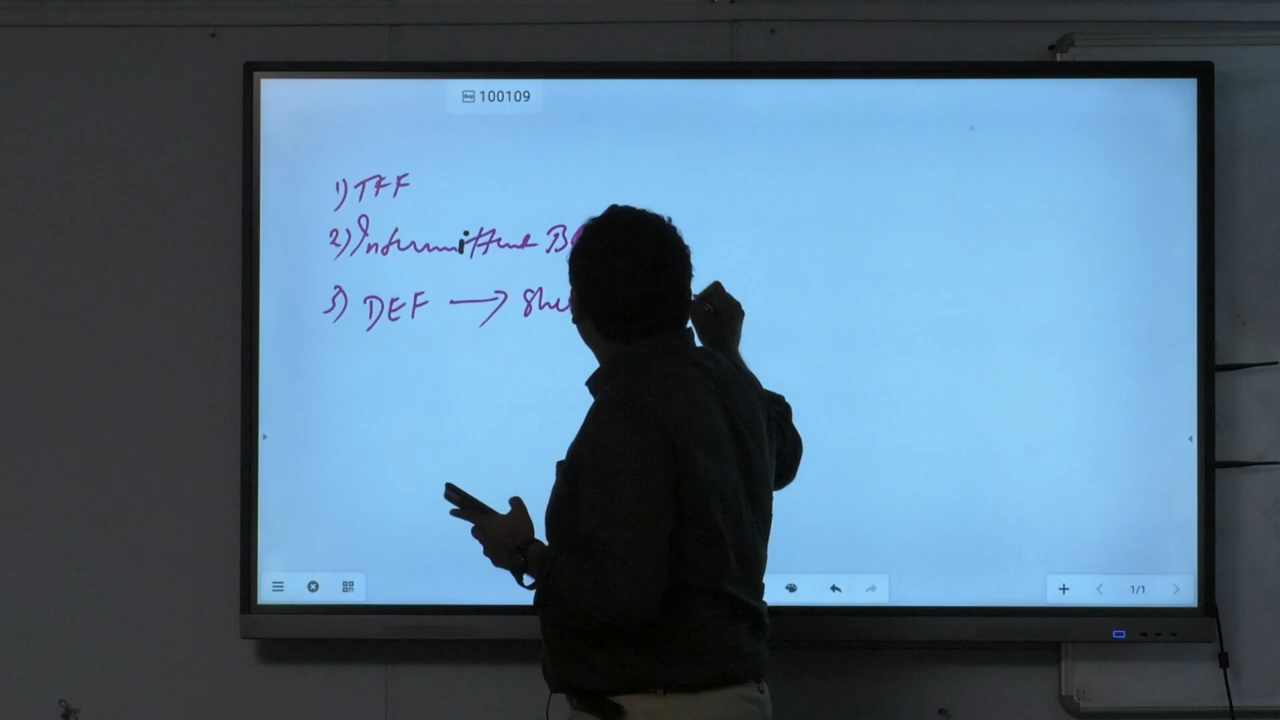 100109
1) TFF
2) Intermittent
3) DEF →
1/1